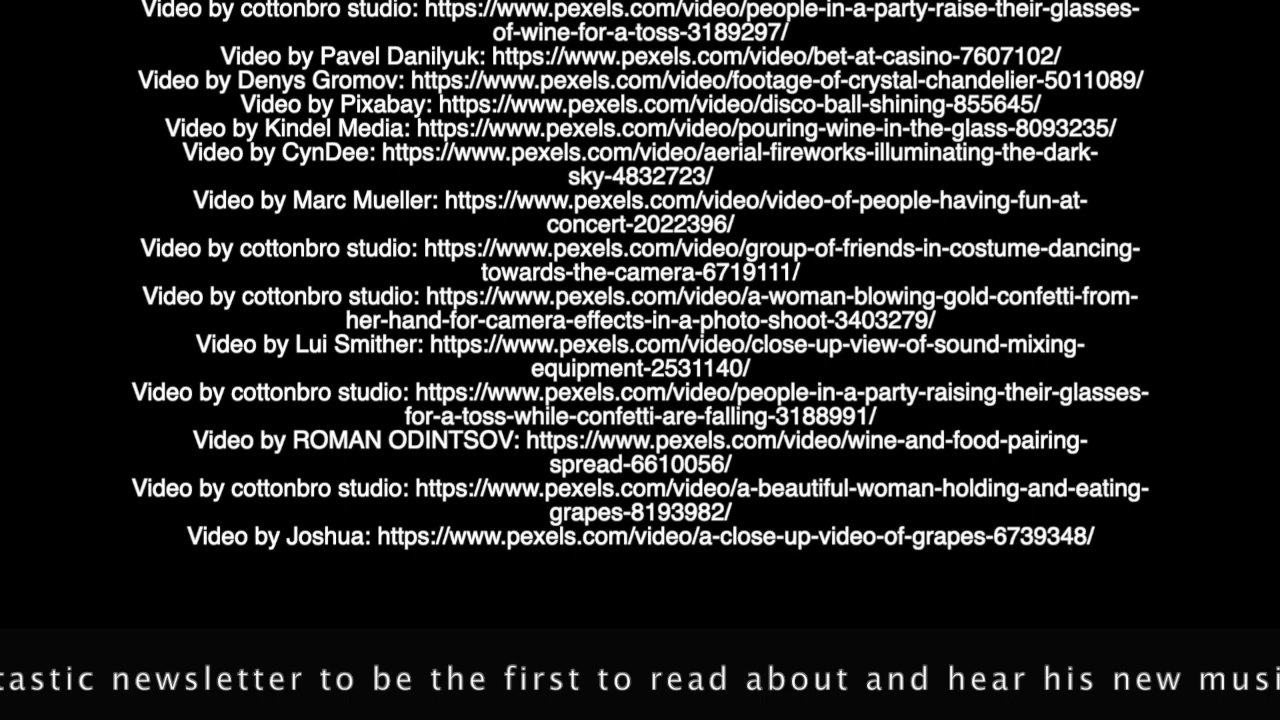 Video by cottonbro studio: https://www.pexels.com/video/people-in-a-party-raise-their-glasses-
of-wine-for-a-toss-3189297/
Video by Pavel Danilyuk: https://www.pexels.com/video/bet-at-casino-7607102/
Video by Denys Gromov: https://www.pexels.com/video/footage-of-crystal-chandelier-5011089/
Video by Pixabay: https://www.pexels.com/video/disco-ball-shining-855645/
Video by Kindel Media: https://www.pexels.com/video/pouring-wine-in-the-glass-8093235/
Video by CynDee: https://www.pexels.com/video/aerial-fireworks-illuminating-the-dark-
sky-4832723/
Video by Marc Mueller: https://www.pexels.com/video/video-of-people-having-fun-at-
concert-2022396/
Video by cottonbro studio: https://www.pexels.com/video/group-of-friends-in-costume-dancing-
towards-the-camera-6719111/
Video by cottonbro studio: https://www.pexels.com/video/a-woman-blowing-gold-confetti-from-
her-hand-for-camera-effects-in-a-photo-shoot-3403279/
Video by Lui Smither: https://www.pexels.com/video/close-up-view-of-sound-mixing-
equipment-2531140/
Video by cottonbro studio: https://www.pexels.com/video/people-in-a-party-raising-their-glasses-
for-a-toss-while-confetti-are-falling-3188991/
Video by ROMAN ODINTSOV: https://www.pexels.com/video/wine-and-food-pairing-
spread-6610056/
Video by cottonbro studio: https://www.pexels.com/video/a-beautiful-woman-holding-and-eating-
grapes-8193982/
Video by Joshua: https://www.pexels.com/video/a-close-up-video-of-grapes-6739348/
tastic newsletter to be the first to read about and hear his new musi